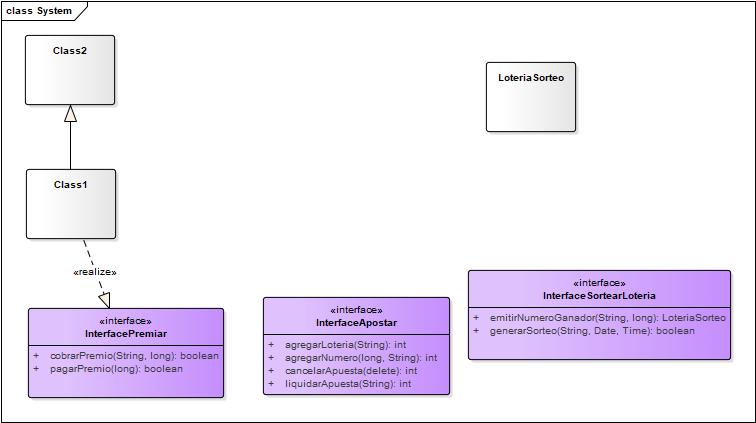 class System
Class2
LoteriaSorteo
Class1
«realize»
«interface»
InterfacePremiar
+ cobrarPremio(String, long): boolean
+ pagarPremio(long): boolean
«interface»
InterfaceApostar
+ agregarLoteria(String): int
+ agregarNumero(long, String): int
+ cancelarApuesta(delete): int
+ liquidarApuesta(String): int
«interface»
InterfaceSortearLoteria
+ emitirNumeroGanador(String, long): LoteriaSorteo
+ generarSorteo(String, Date, Time): boolean